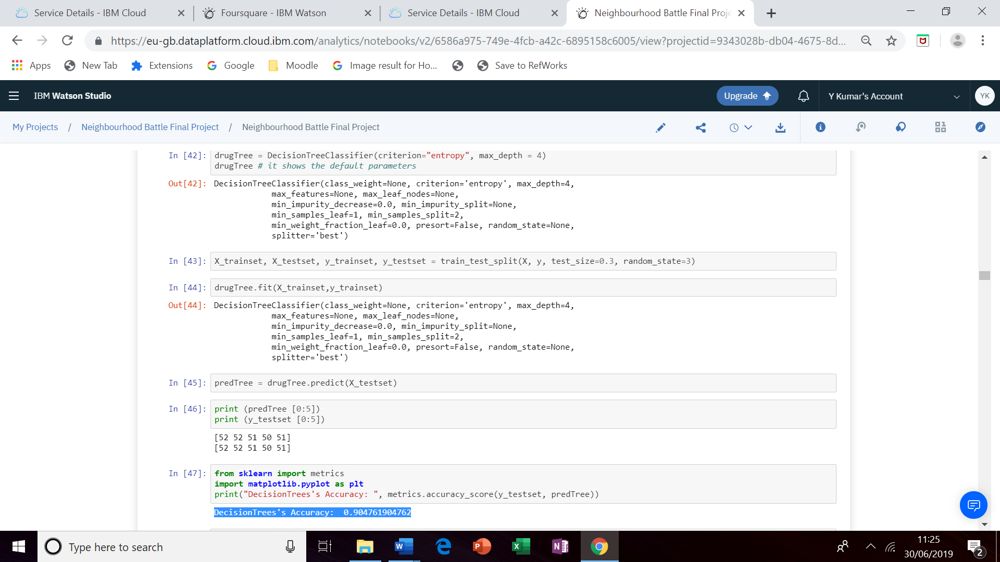 Service Details - IBM Cloud
Foursquare - IBM Watson
Service Details - IBM Cloud
Neighbourhood Battle Final Proje
https://eu-gb.dataplatform.cloud.ibm.com/analytics/notebooks/v2/6586a975-749e-4fcb-a42c-6895158c6005/view?projectid=9343028b-db04-4675-8d...
Apps
New Tab
Extensions
Google
Moodle
Image result for Ho...
Save to RefWorks
IBM Watson Studio
Upgrade
Y Kumar's Account
YK
My Projects / Neighbourhood Battle Final Project / Neighbourhood Battle Final Project
In [42]: drugTree = DecisionTreeClassifier(criterion="entropy", max_depth = 4)
drugTree # it shows the default parameters
Out[42]: DecisionTreeClassifier(class_weight=None, criterion='entropy', max_depth=4,
max_features=None, max_leaf_nodes=None,
min_impurity_decrease=0.0, min_impurity_split=None,
min_samples_leaf=1, min_samples_split=2,
min_weight_fraction_leaf=0.0, presort=False, random_state=None,
splitter='best')
In [43]: X_trainset, X_testset, y_trainset, y_testset = train_test_split(X, y, test_size=0.3, random_state=3)
In [44]: drugTree.fit(X_trainset,y_trainset)
Out[44]: DecisionTreeClassifier(class_weight=None, criterion='entropy', max_depth=4,
max_features=None, max_leaf_nodes=None,
min_impurity_decrease=0.0, min_impurity_split=None,
min_samples_leaf=1, min_samples_split=2,
min_weight_fraction_leaf=0.0, presort=False, random_state=None,
splitter='best')
In [45]: predTree = drugTree.predict(X_testset)
In [46]: print (predTree [0:5])
print (y_testset [0:5])
[52 52 51 50 51]
[52 52 51 50 51]
In [47]: from sklearn import metrics
import matplotlib.pyplot as plt
print("DecisionTrees's Accuracy: ", metrics.accuracy_score(y_testset, predTree))
DecisionTrees's Accuracy:  0.904761904762
Type here to search
11:25
30/06/2019
2